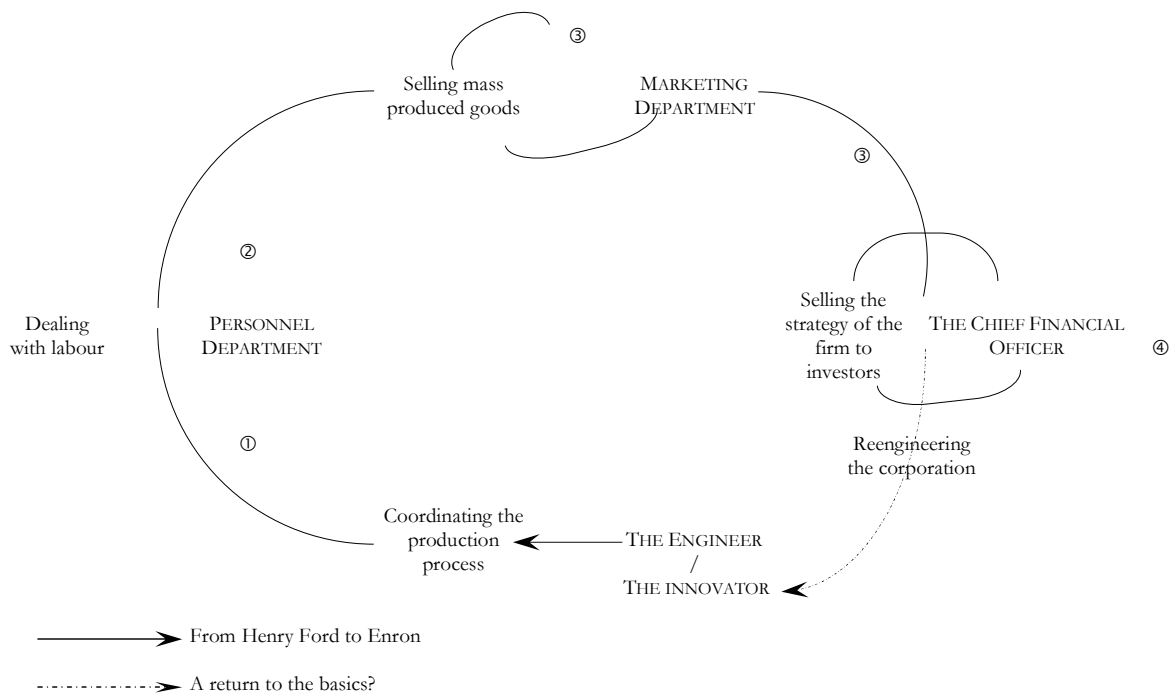 ③
Selling mass
produced goods
MARKETING
DEPARTMENT
③
②
Dealing
with labour
PERSONNEL
DEPARTMENT
Selling the
strategy of the
firm to
investors
THE CHIEF FINANCIAL
OFFICER
④
①
Reengineering
the corporation
Coordinating the
production
process
THE ENGINEER
/
THE INNOVATOR
From Henry Ford to Enron
A return to the basics?